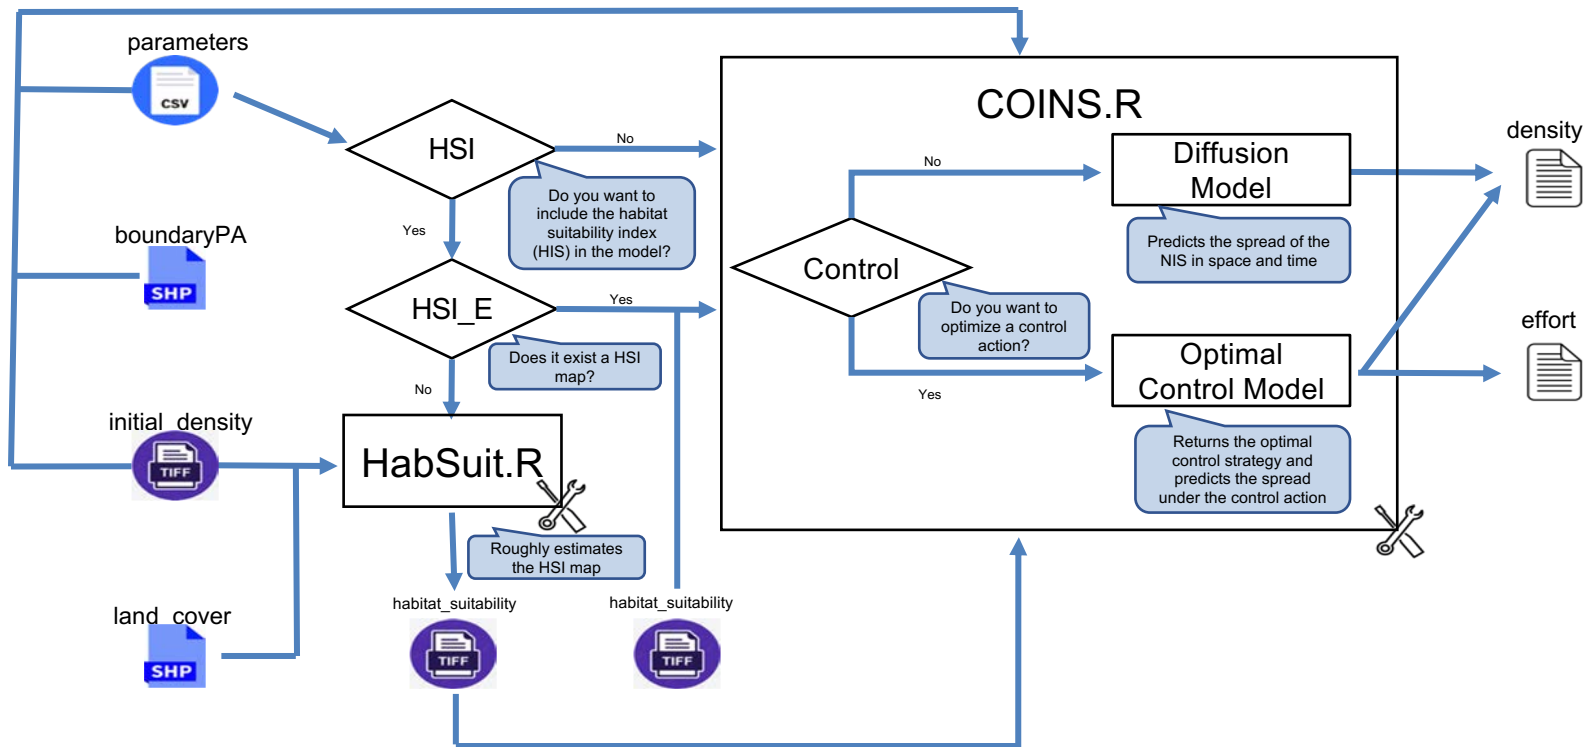 parameters
CSV
boundaryPA
SHP
initial_density
TIFF
land_cover
SHP
HSI
No
Do you want to
include the habitat
suitability index
(HIS) in the model?
Yes
HSI_E
Yes
Does it exist a HSI
map?
No
HabSuit.R
Roughly estimates
the HSI map
habitat_suitability
TIFF
habitat_suitability
TIFF
COINS.R
Control
Do you want to
optimize a control
action?
No
Diffusion
Model
Predicts the spread of the
NIS in space and time
Yes
Optimal
Control Model
Returns the optimal
control strategy and
predicts the spread
under the control action
density
effort